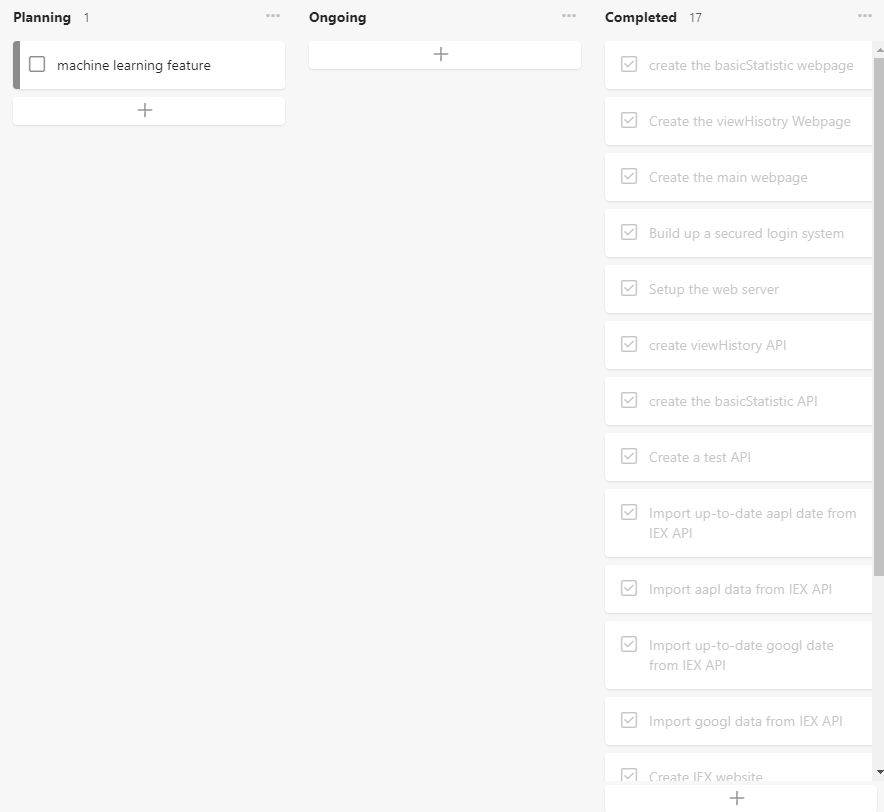 Planning 1
machine learning feature
Ongoing
Completed 17
create the basicStatistic webpage
Create the viewHisotry Webpage
Create the main webpage
Build up a secured login system
Setup the web server
create viewHistory API
create the basicStatistic API
Create a test API
Import up-to-date aapl date from
IEX API
Import aapl data from IEX API
Import up-to-date googl date
from IEX API
Import googl data from IEX API
Create IEX website